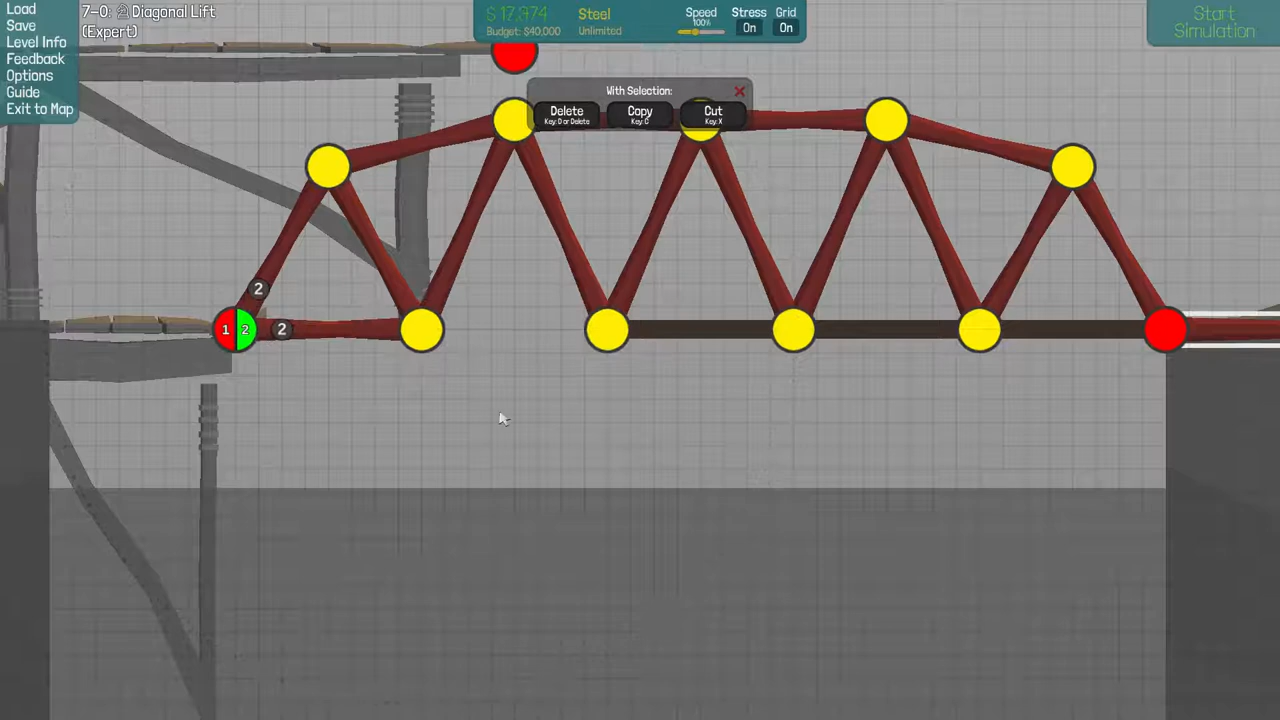 Load
Save
Level Info
Feedback
Options
Guide
Exit to Map
7-0: Diagonal Lift
(Expert)
$ 17,374
Budget: $40,000
Steel
Unlimited
Speed
100%
Stress
On
Grid
On
Start
Simulation
With Selection:
Delete
Key: D or Delete
Copy
Key: C
Cut
Key: X
2
1 2
2